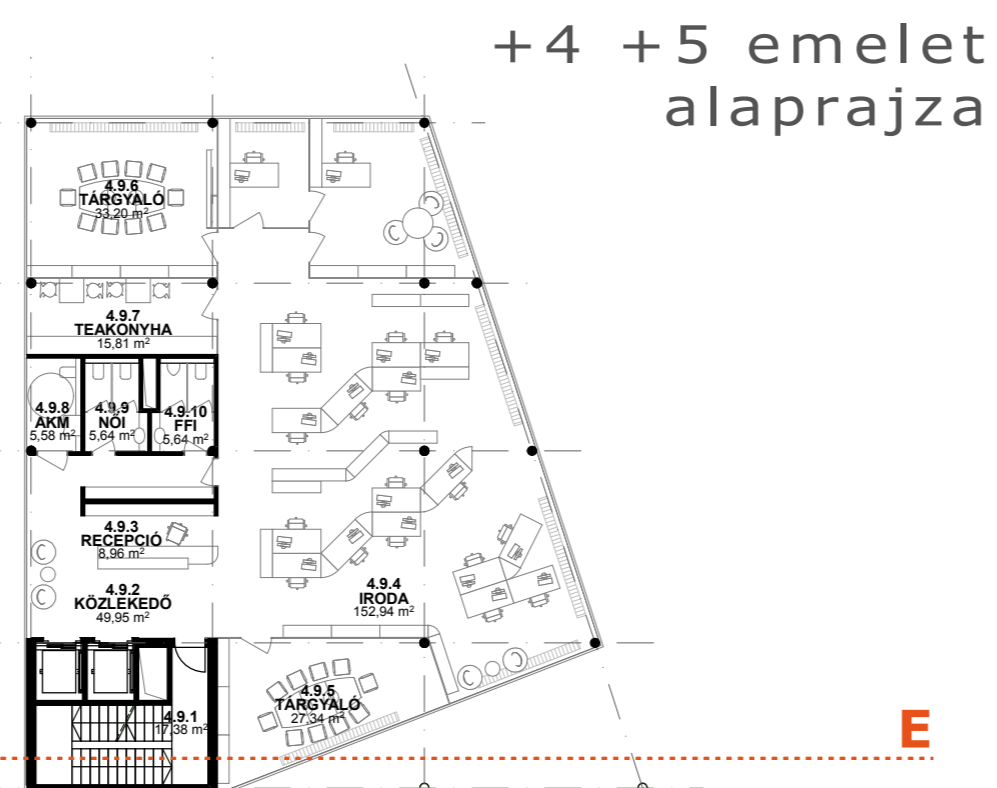 +4 +5 emelet
alaprajza
4.9.6
TÁRGYALÓ
33,20 m²
4.9.7
TEAKONYHA
15,81 m²
4.9.8
AKM
5,58 m²
4.9.9
NŐI
5,64 m²
4.9.10
FFI
5,64 m²
4.9.3
RECEPCIÓ
8,96 m²
4.9.2
KÖZLEKEDŐ
49,95 m²
4.9.4
IRODA
152,94 m²
4.9.5
TÁRGYALÓ
27,34 m²
4.9.1
17,38 m²
E